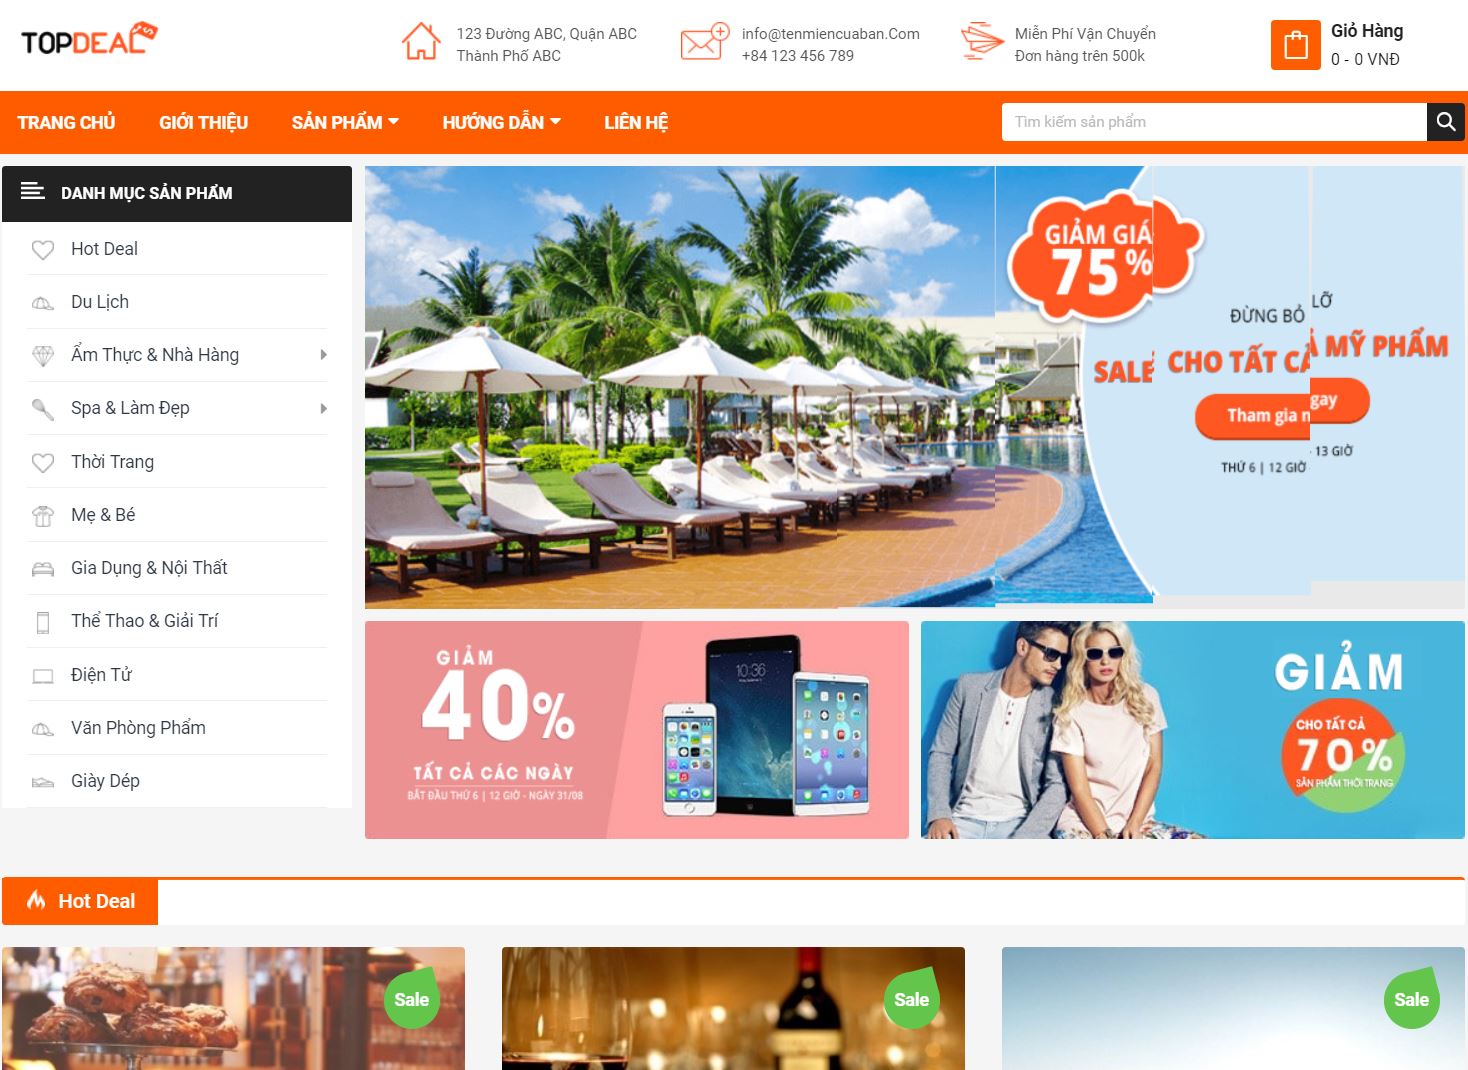 TOPDEALS
123 Đường ABC, Quận ABC
Thành Phố ABC
info@tenmiencuaban.Com
+84 123 456 789
Miễn Phí Vận Chuyển
Đơn hàng trên 500k
Giỏ Hàng
0 - 0 VNĐ
TRANG CHỦ
GIỚI THIỆU
SẢN PHẨM
HƯỚNG DẪN
LIÊN HỆ
Tìm kiếm sản phẩm
DANH MỤC SẢN PHẨM
Hot Deal
Du Lịch
Ẩm Thực & Nhà Hàng
Spa & Làm Đẹp
Thời Trang
Mẹ & Bé
Gia Dụng & Nội Thất
Thể Thao & Giải Trí
Điện Tử
Văn Phòng Phẩm
Giày Dép
GIẢM GIÁ
75 %
ĐỪNG BỎ LỠ
SALE CHO TẤT CẢ MỸ PHẨM
Tham gia ngay
THỨ 6 | 12 GIỜ - 13 GIỜ
GIẢM
40%
TẤT CẢ CÁC NGÀY
BẮT ĐẦU THỨ 6 | 12 GIỜ - NGÀY 31/08
10:36
GIẢM
CHO TẤT CẢ
70%
SẢN PHẨM THỜI TRANG
Hot Deal
Sale
Sale
Sale